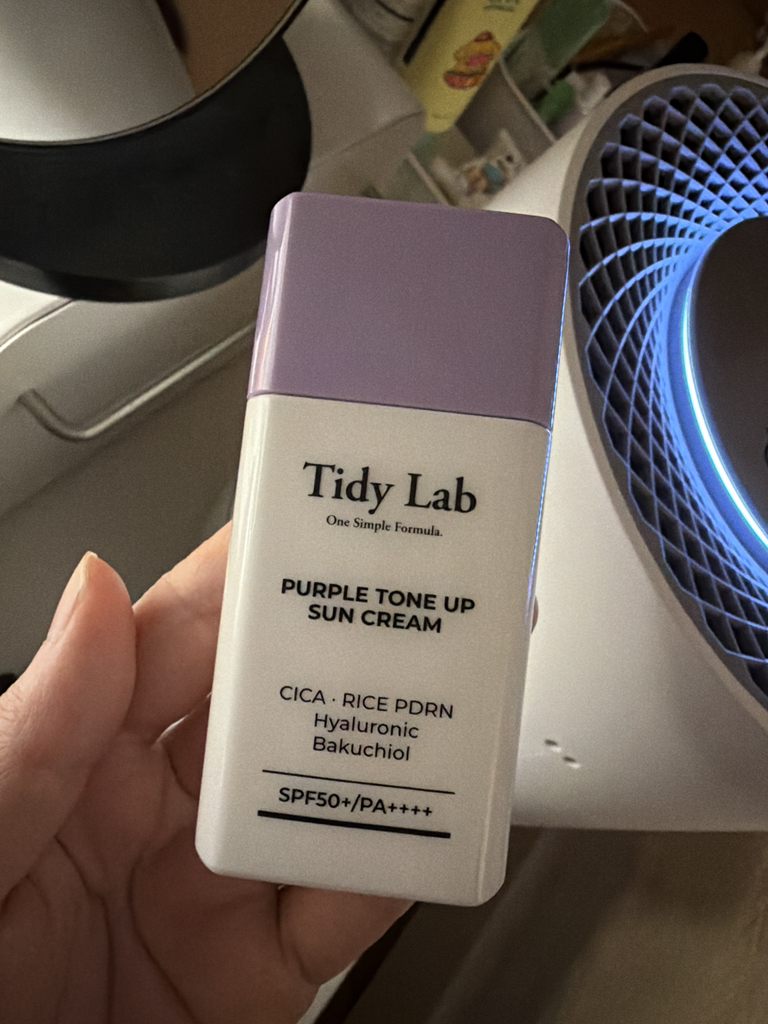 Tidy Lab
One Simple Formula.
PURPLE TONE UP
SUN CREAM
CICA · RICE PDRN
Hyaluronic
Bakuchiol
SPF50+/PA++++